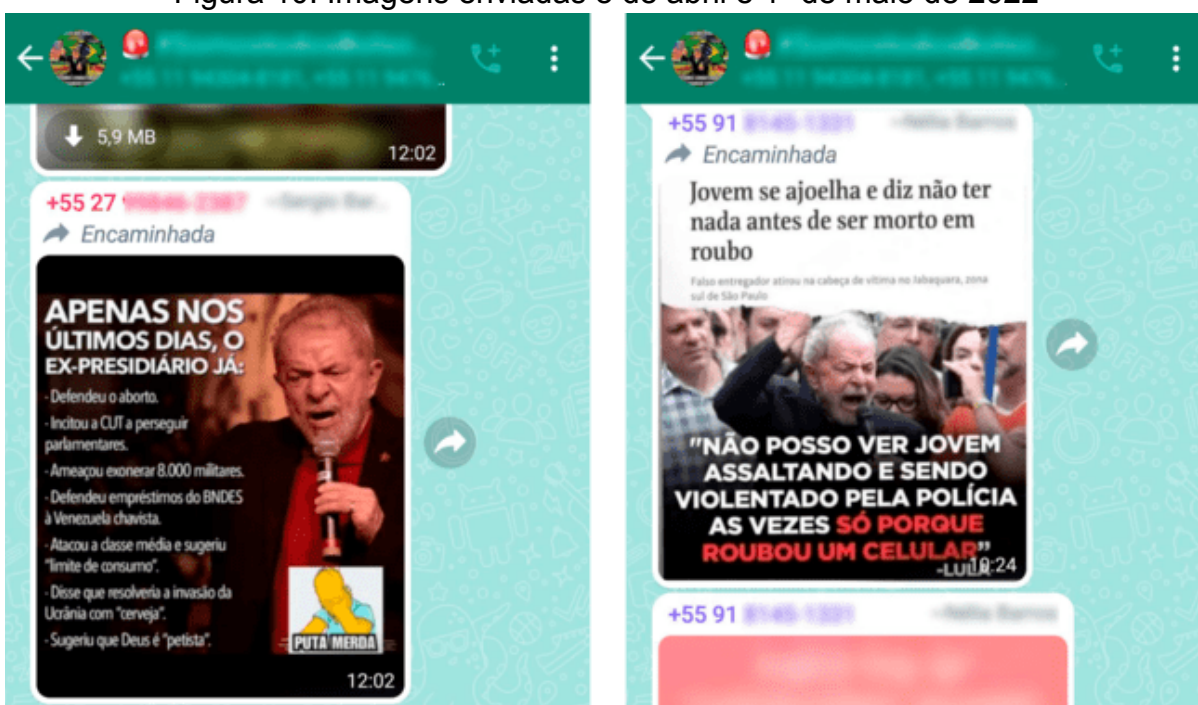 Figura 10: Imagens enviadas 8 de abril e 1º de maio de 2022
5,9 MB
12:02
+55 27
Encaminhada
APENAS NOS
ÚLTIMOS DIAS, O
EX-PRESIDIÁRIO JÁ:
- Defendeu o aborto.
- Incitou a CUT a perseguir
parlamentares.
- Ameaçou exonerar 8.000 militares.
- Defendeu empréstimos do BNDES
à Venezuela chavista.
- Atacou a classe média e sugeriu
"limite de consumo".
- Disse que resolveria a invasão da
Ucrânia com "cerveja".
- Sugeriu que Deus é "petista".
PUTA MERDA
12:02
+55 91
Encaminhada
Jovem se ajoelha e diz não ter
nada antes de ser morto em
roubo
Falso entregador atirou na cabeça de vítima no Jabaquara, zona
sul de São Paulo
"NÃO POSSO VER JOVEM
ASSALTANDO E SENDO
VIOLENTADO PELA POLÍCIA
AS VEZES SÓ PORQUE
ROUBOU UM CELULAR"
-LULA
:24
+55 91